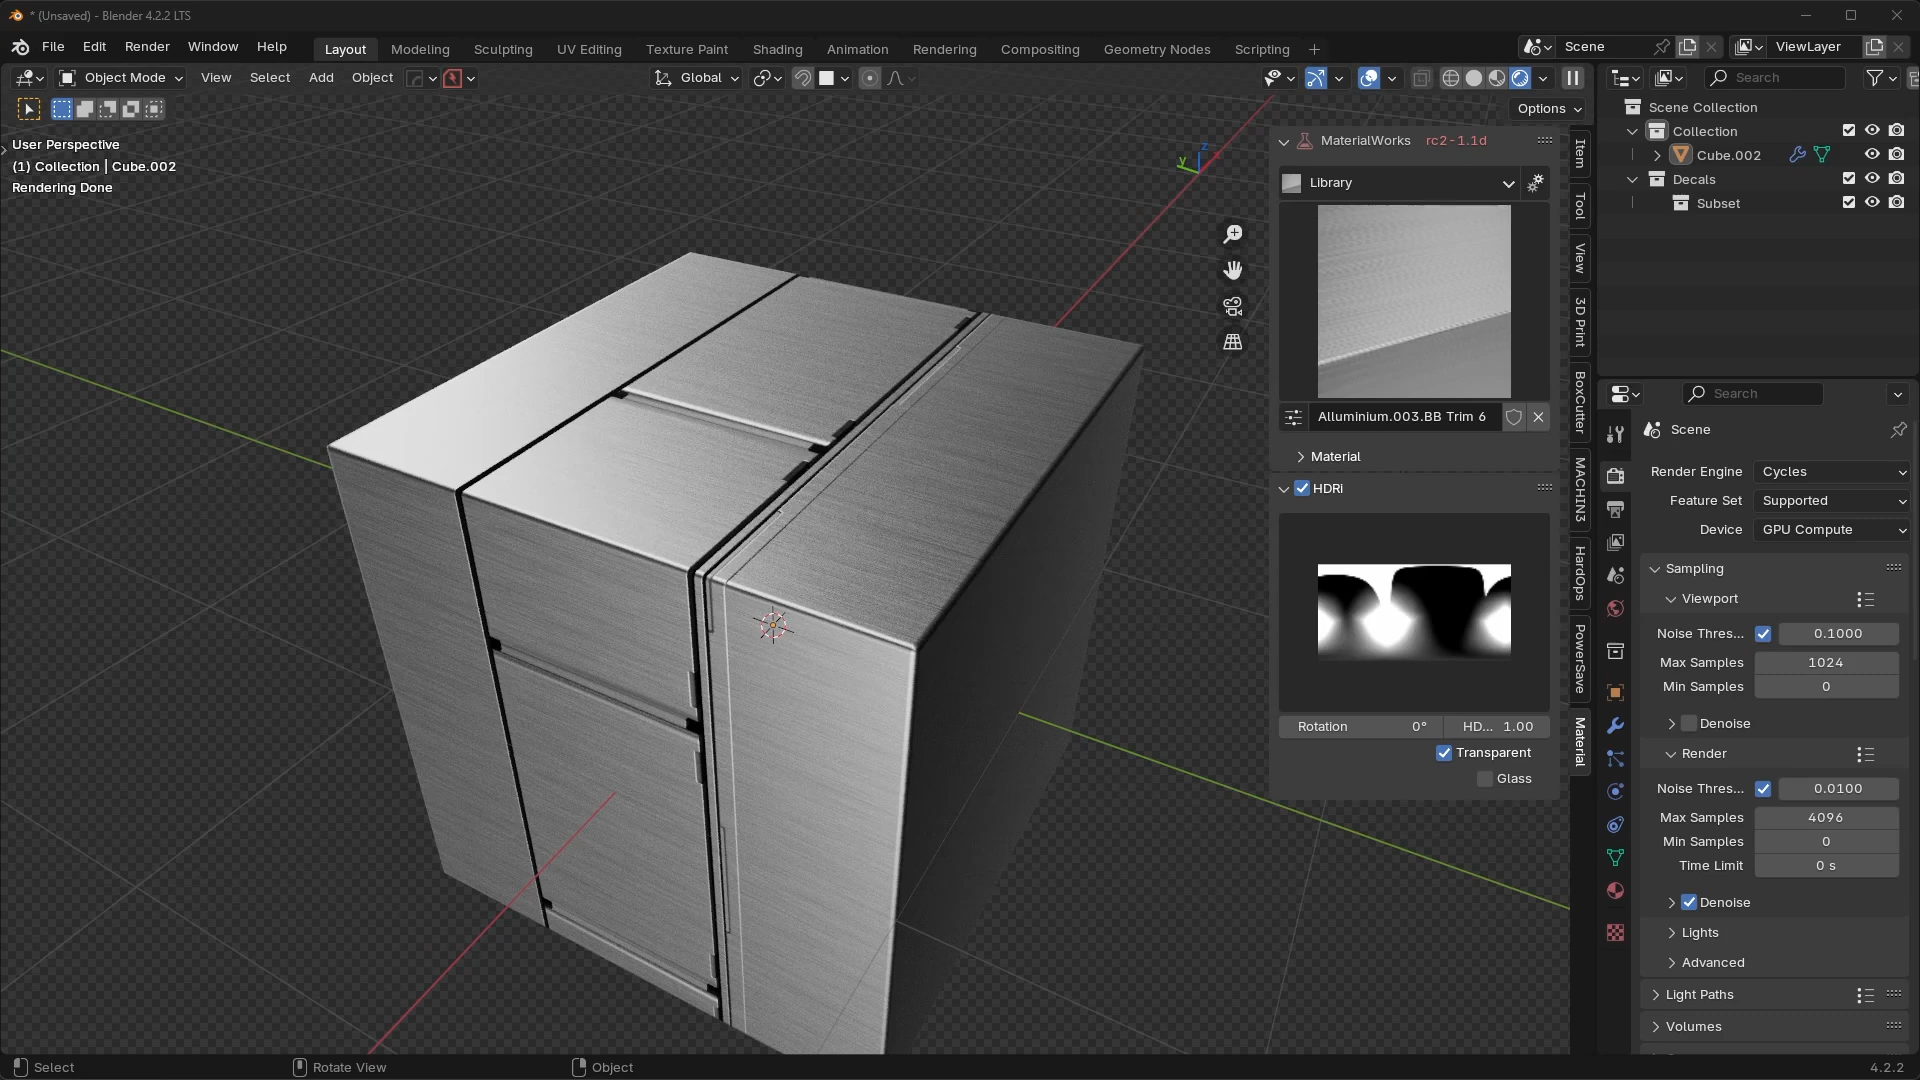 * (Unsaved) - Blender 4.2.2 LTS
File Edit Render Window Help
Layout Modeling Sculpting UV Editing Texture Paint Shading Animation Rendering Compositing Geometry Nodes Scripting +
Scene
ViewLayer
Object Mode View Select Add Object
Global
Options
User Perspective
(1) Collection | Cube.002
Rendering Done
z
y
MaterialWorks rc2-1.1d
Library
Alluminium.003.BB Trim 6
Material
HDRi
Rotation 0° HD... 1.00
Transparent
Glass
Item
Tool
View
3D Print
BoxCutter
MACHIN3
HardOps
PowerSave
Material
Search
Scene Collection
Collection
Cube.002
Decals
Subset
Search
Scene
Render Engine Cycles
Feature Set Supported
Device GPU Compute
Sampling
Viewport
Noise Thres... 0.1000
Max Samples 1024
Min Samples 0
Denoise
Render
Noise Thres... 0.0100
Max Samples 4096
Min Samples 0
Time Limit 0 s
Denoise
Lights
Advanced
Light Paths
Volumes
Select
Rotate View
Object
4.2.2